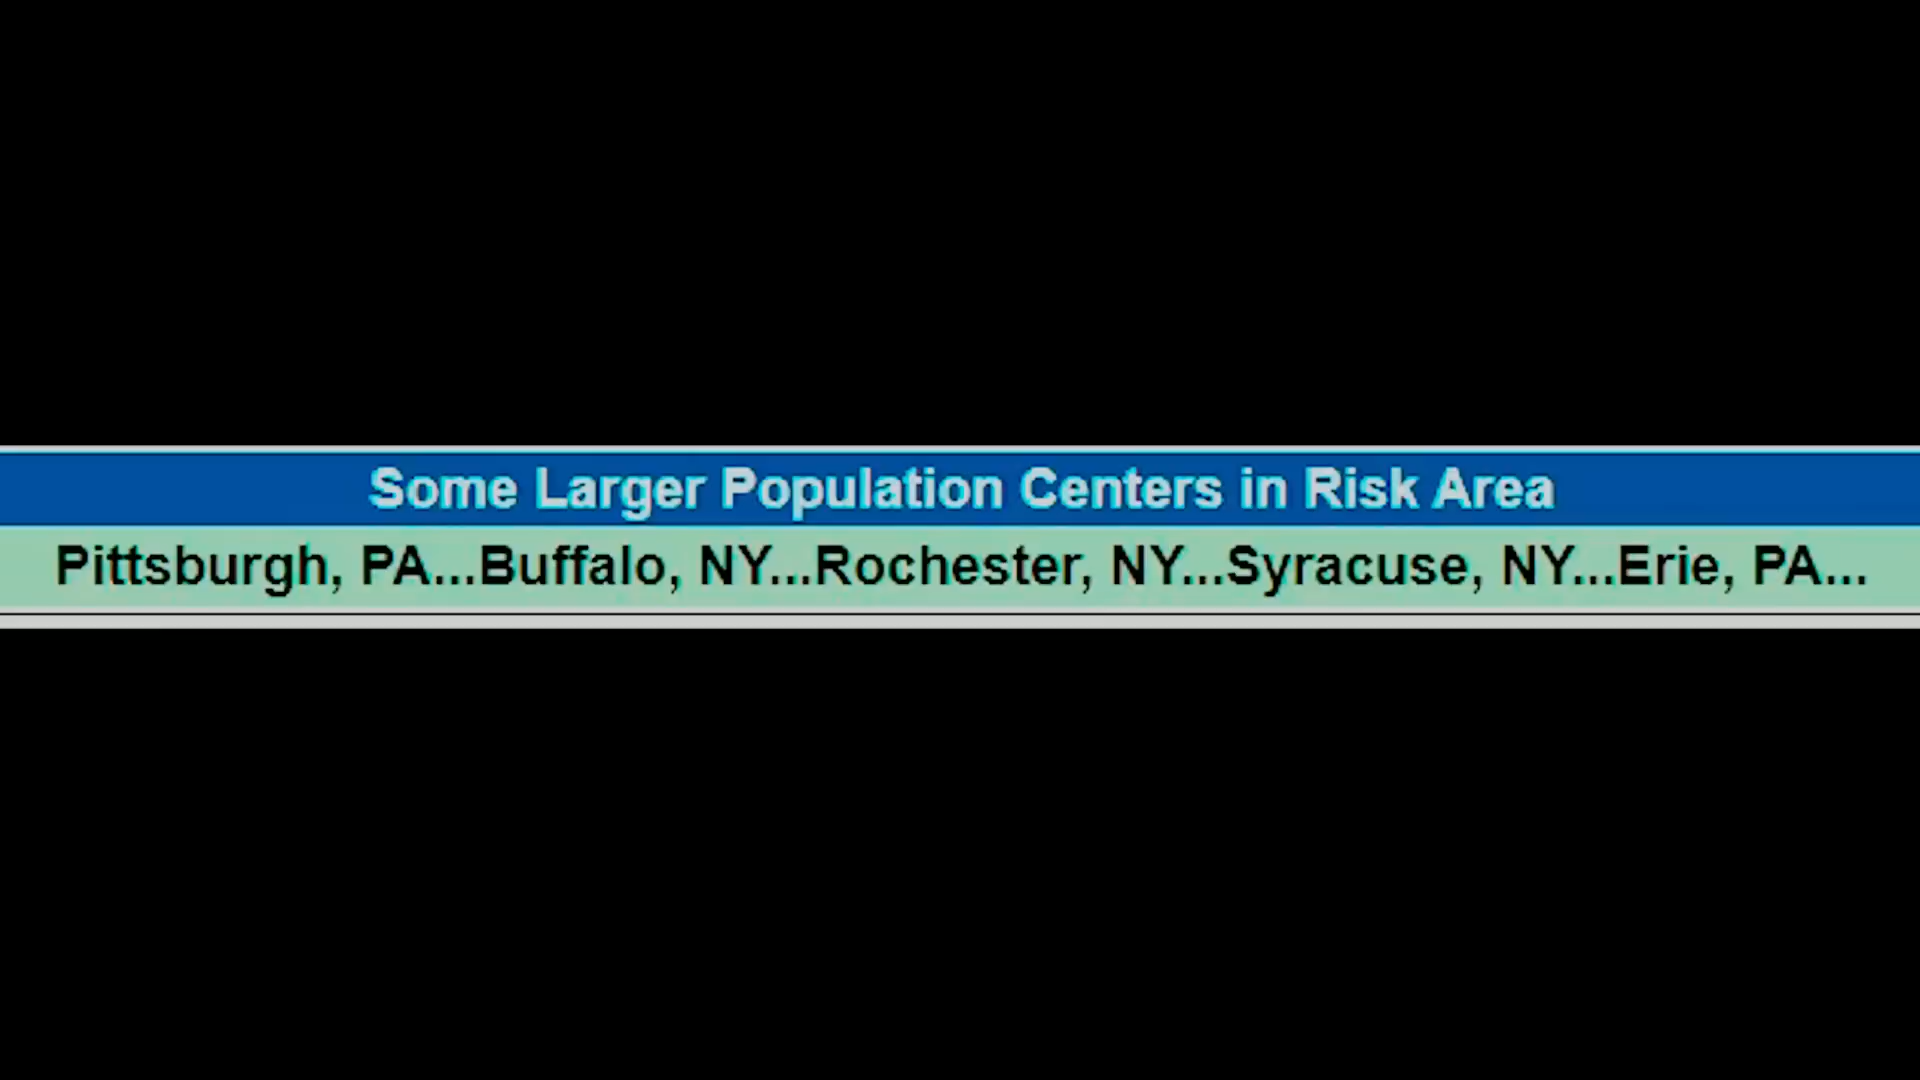 Some Larger Population Centers in Risk Area
Pittsburgh, PA...Buffalo, NY...Rochester, NY...Syracuse, NY...Erie, PA...